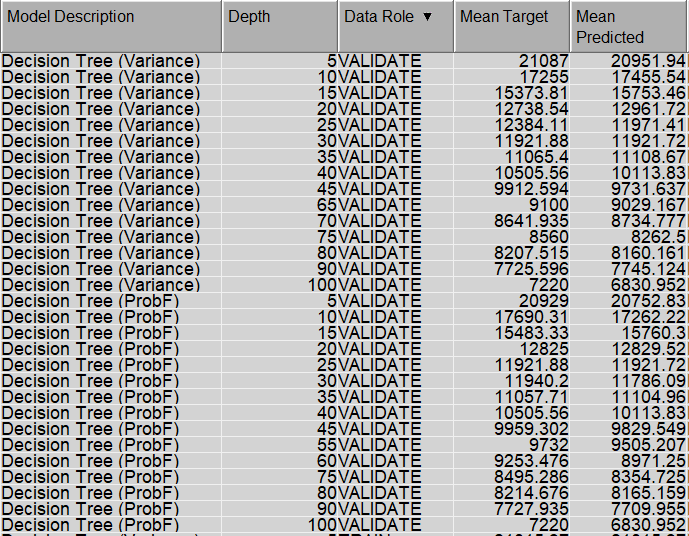 Model Description Depth Data Role ▼ Mean Target Mean Predicted
Decision Tree (Variance) 5 VALIDATE 21087 20951.94
Decision Tree (Variance) 10 VALIDATE 17255 17455.54
Decision Tree (Variance) 15 VALIDATE 15373.81 15753.46
Decision Tree (Variance) 20 VALIDATE 12738.54 12961.72
Decision Tree (Variance) 25 VALIDATE 12384.11 11971.41
Decision Tree (Variance) 30 VALIDATE 11921.88 11921.72
Decision Tree (Variance) 35 VALIDATE 11065.4 11108.67
Decision Tree (Variance) 40 VALIDATE 10505.56 10113.83
Decision Tree (Variance) 45 VALIDATE 9912.594 9731.637
Decision Tree (Variance) 65 VALIDATE 9100 9029.167
Decision Tree (Variance) 70 VALIDATE 8641.935 8734.777
Decision Tree (Variance) 75 VALIDATE 8560 8262.5
Decision Tree (Variance) 80 VALIDATE 8207.515 8160.161
Decision Tree (Variance) 90 VALIDATE 7725.596 7745.124
Decision Tree (Variance) 100 VALIDATE 7220 6830.952
Decision Tree (ProbF) 5 VALIDATE 20929 20752.83
Decision Tree (ProbF) 10 VALIDATE 17690.31 17262.22
Decision Tree (ProbF) 15 VALIDATE 15483.33 15760.3
Decision Tree (ProbF) 20 VALIDATE 12825 12829.52
Decision Tree (ProbF) 25 VALIDATE 11921.88 11921.72
Decision Tree (ProbF) 30 VALIDATE 11940.2 11786.09
Decision Tree (ProbF) 35 VALIDATE 11057.71 11104.96
Decision Tree (ProbF) 40 VALIDATE 10505.56 10113.83
Decision Tree (ProbF) 45 VALIDATE 9959.302 9829.549
Decision Tree (ProbF) 55 VALIDATE 9732 9505.207
Decision Tree (ProbF) 60 VALIDATE 9253.476 8971.25
Decision Tree (ProbF) 75 VALIDATE 8495.286 8354.725
Decision Tree (ProbF) 80 VALIDATE 8214.676 8165.159
Decision Tree (ProbF) 90 VALIDATE 7727.935 7709.955
Decision Tree (ProbF) 100 VALIDATE 7220 6830.952